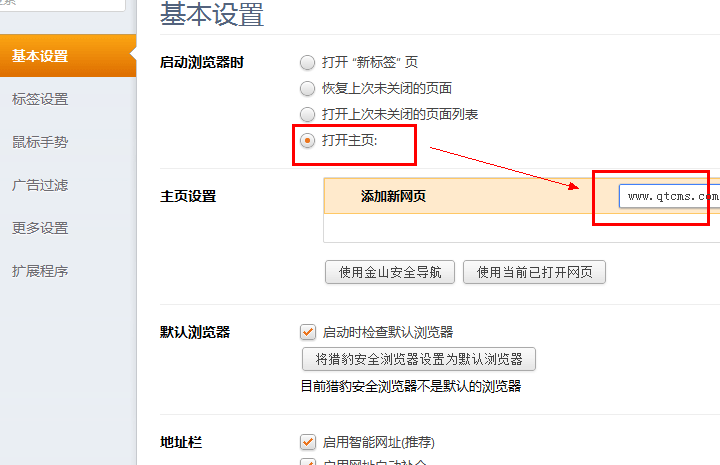 基本设置
基本设置
标签设置
鼠标手势
广告过滤
更多设置
扩展程序
启动浏览器时
打开 “新标签” 页
恢复上次未关闭的页面
打开上次未关闭的页面列表
打开主页:
主页设置
添加新网页
www.qtcms.com
使用金山安全导航
使用当前已打开网页
默认浏览器
启动时检查默认浏览器
将猎豹安全浏览器设置为默认浏览器
目前猎豹安全浏览器不是默认的浏览器
地址栏
启用智能网址(推荐)